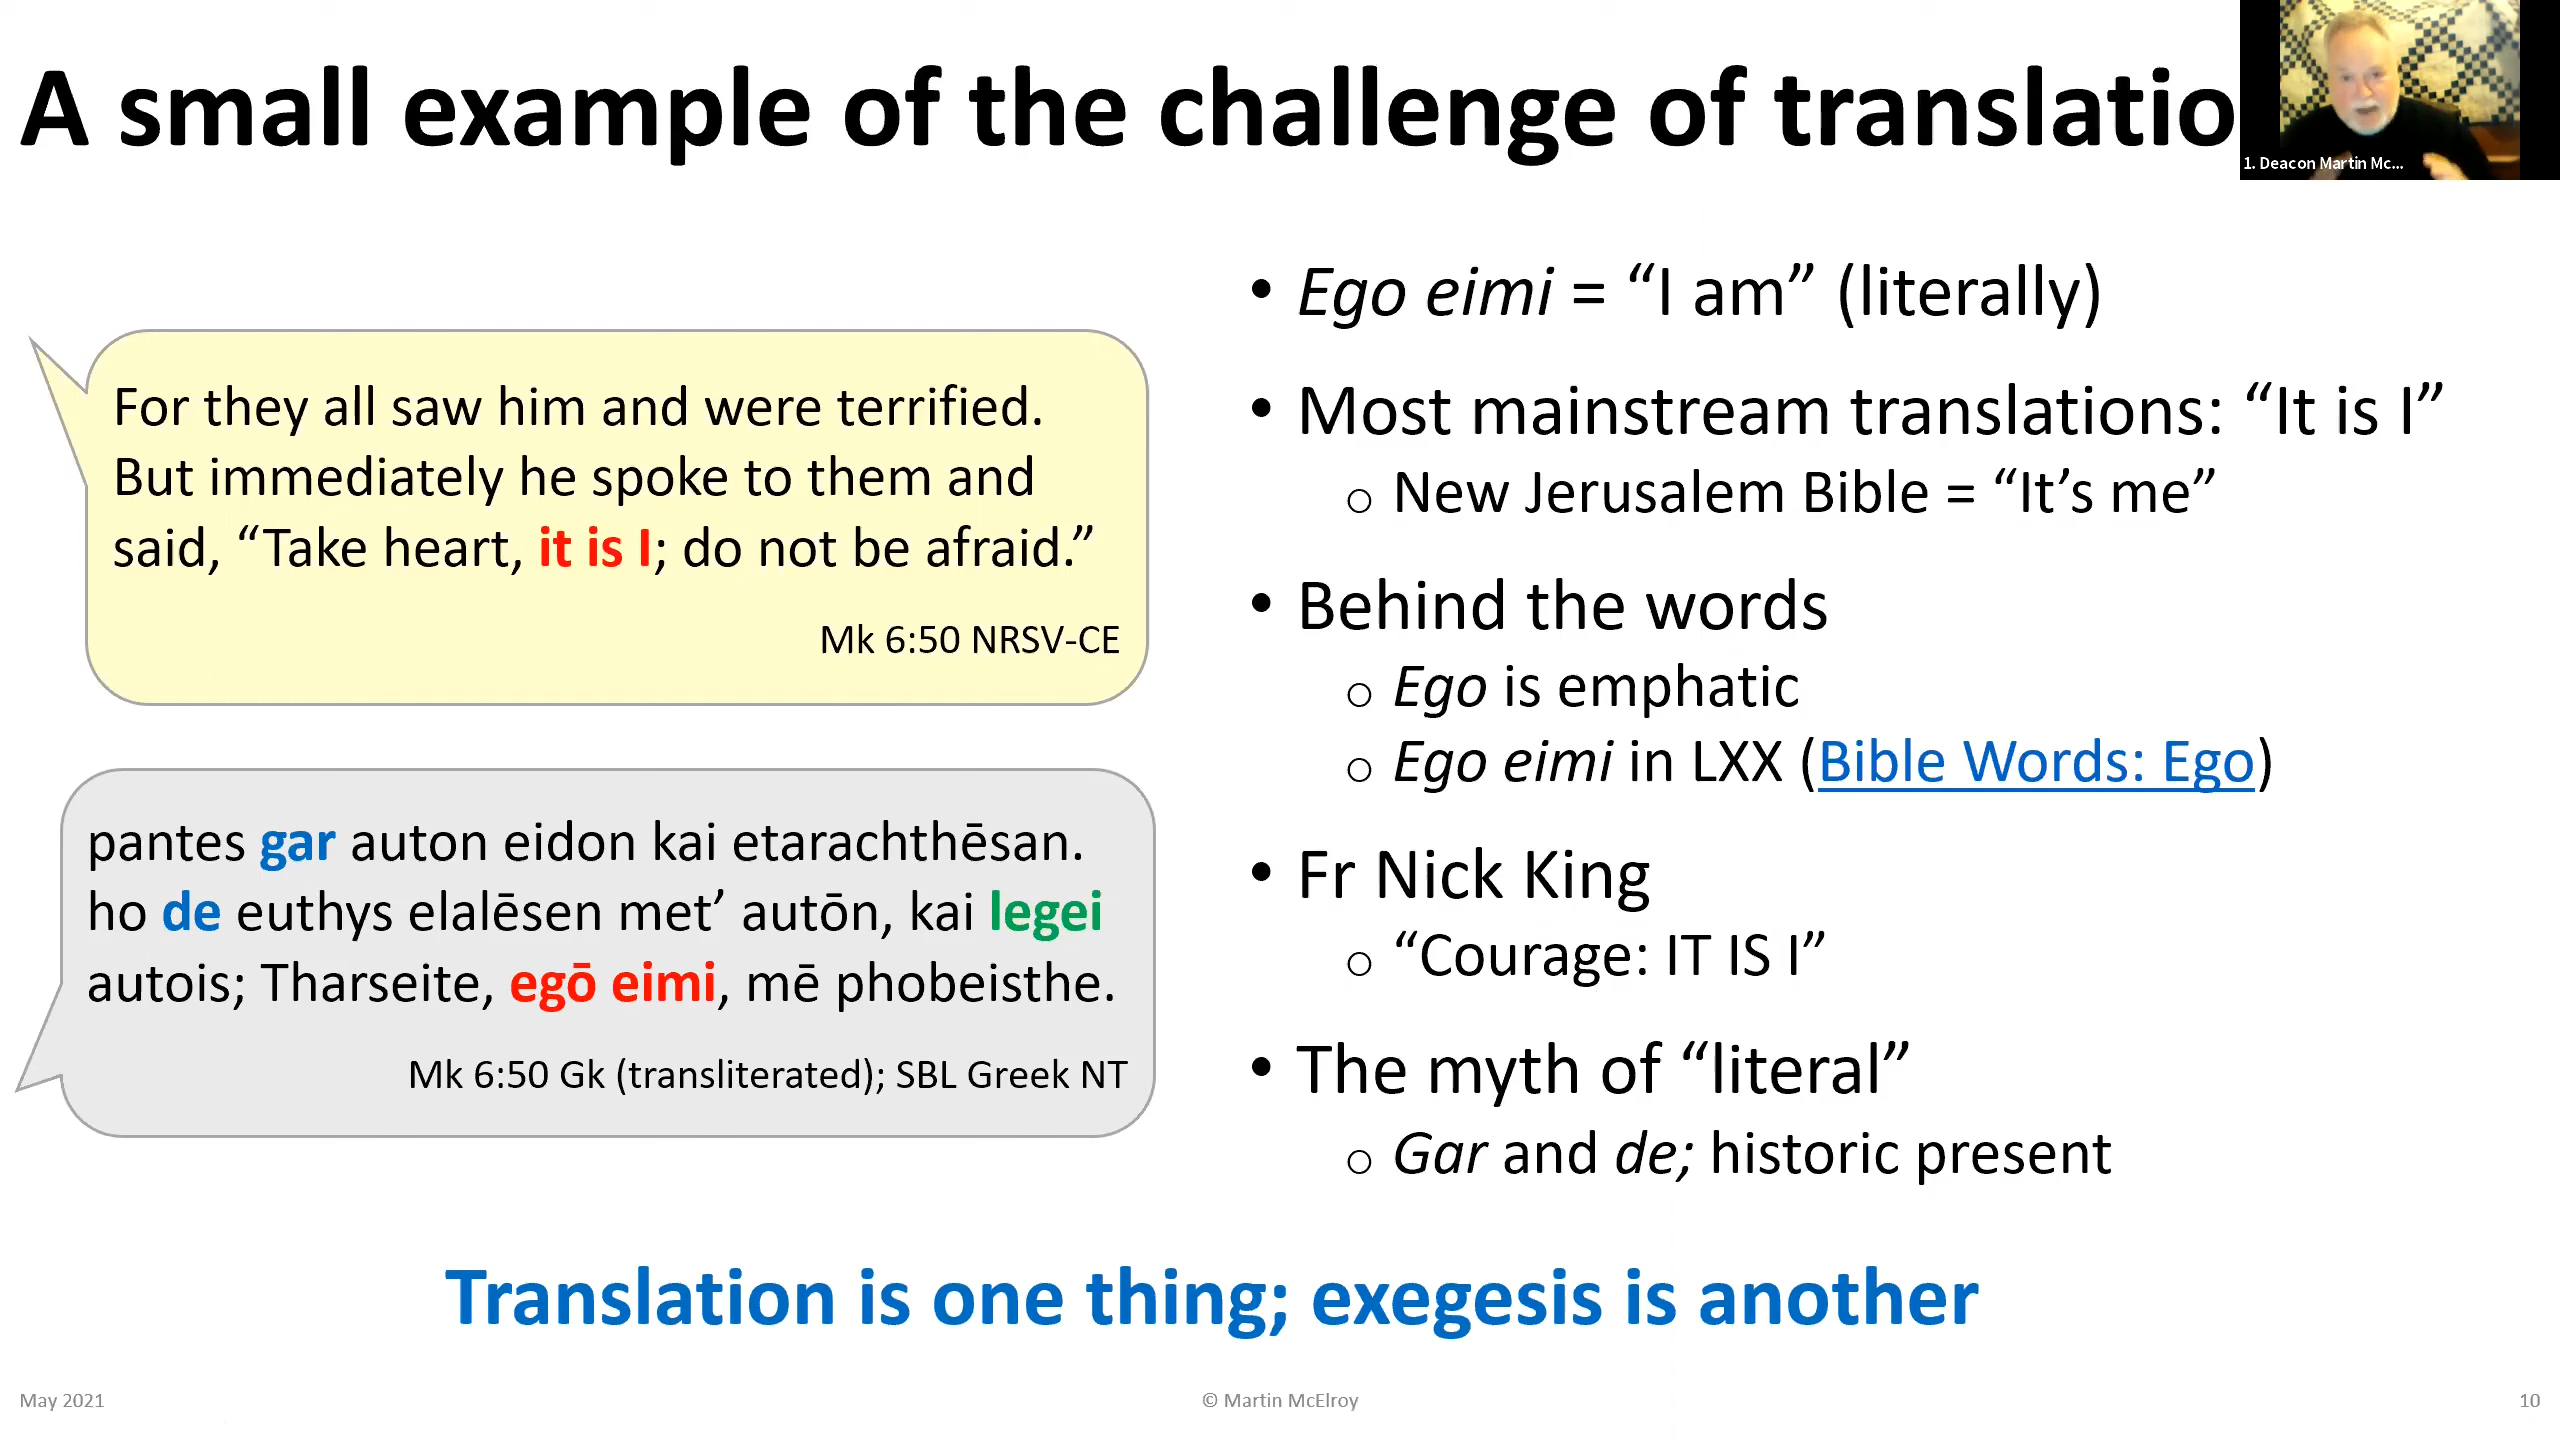 A small example of the challenge of translatio
1. Deacon Martin Mc...
For they all saw him and were terrified.
But immediately he spoke to them and
said, “Take heart, it is I; do not be afraid.”
Mk 6:50 NRSV-CE
pantes gar auton eidon kai etarachthēsan.
ho de euthys elalēsen met’ autōn, kai legei
autois; Tharseite, egō eimi, mē phobeisthe.
Mk 6:50 Gk (transliterated); SBL Greek NT
• Ego eimi = “I am” (literally)
• Most mainstream translations: “It is I”
o New Jerusalem Bible = “It’s me”
• Behind the words
o Ego is emphatic
o Ego eimi in LXX (Bible Words: Ego)
• Fr Nick King
o “Courage: IT IS I”
• The myth of “literal”
o Gar and de; historic present
Translation is one thing; exegesis is another
May 2021
© Martin McElroy
10